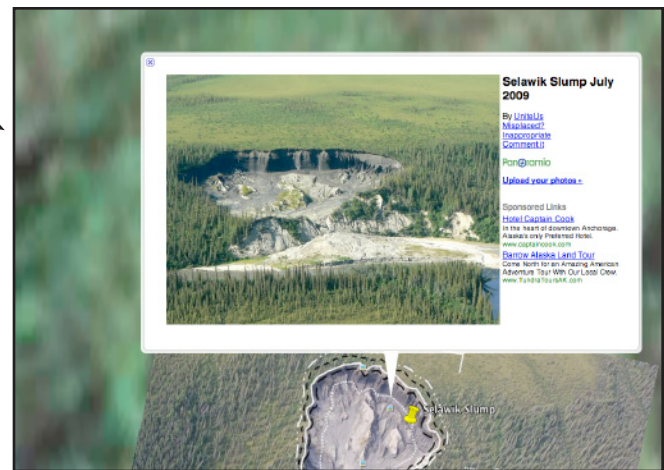 Selawik Slump July
2009
By UniteUs
Misplaced?
Inappropriate
Comment it
Panoramio
Upload your photos »
Sponsored Links
Hotel Captain Cook
In the heart of downtown Anchorage.
Alaska's only Preferred Hotel.
www.captaincook.com
Barrow Alaska Land Tour
Come North for an Amazing American
Adventure Tour With Our Local Crew.
www.TundraToursAK.com
Selawik Slump